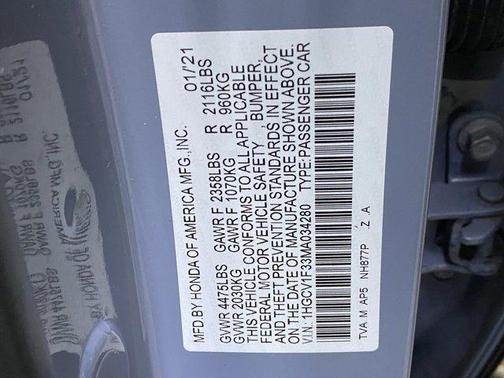 MFD. BY HONDA OF AMERICA MFG., INC. 01/'21
GVWR 4475LBS GAWR F 2358LBS R 2116LBS
GVWR 2030KG GAWR F 1070KG R 960KG
THIS VEHICLE CONFORMS TO ALL APPLICABLE
FEDERAL MOTOR VEHICLE SAFETY , BUMPER,
AND THEFT PREVENTION STANDARDS IN EFFECT
ON THE DATE OF MANUFACTURE SHOWN ABOVE.
V.I.N.: 1HGCV1F33MA034280 TYPE:PASSENGER CAR
TVA M AP5 NH877P Z .A